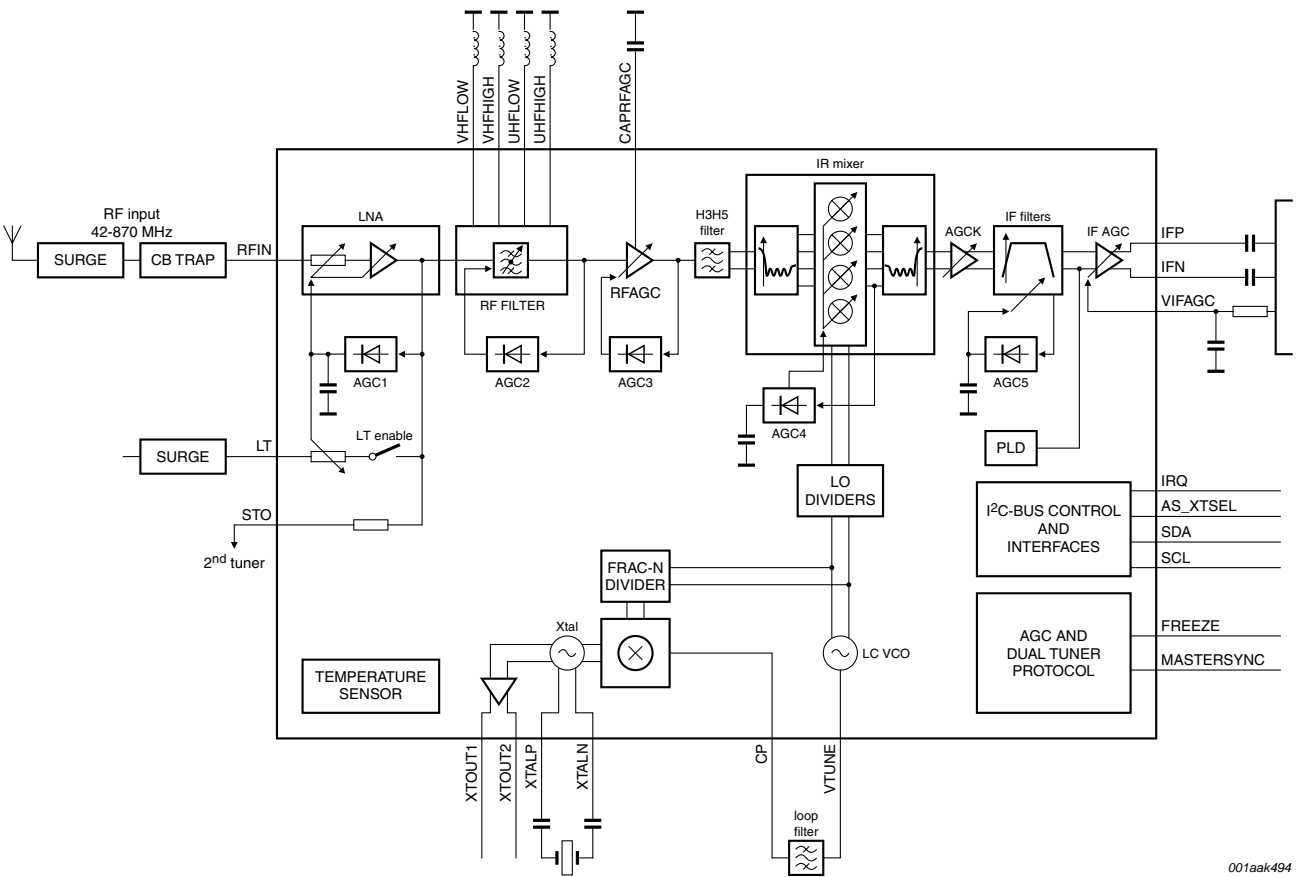 VHFLOW
VHFHIGH
UHFLOW
UHFHIGH
CAPRFAGC
IR mixer
RF input
42-870 MHz
RFIN
LNA
H3H5
filter
AGCK
IF filters
IF AGC
IFP
SURGE
CB TRAP
IFN
RF FILTER
RFAGC
VIFAGC
AGC1
AGC2
AGC3
AGC4
AGC5
SURGE
LT
LT enable
PLD
LO
DIVIDERS
I2C-BUS CONTROL
AND
INTERFACES
IRQ
AS_XTSEL
SDA
SCL
STO
2nd tuner
FRAC-N
DIVIDER
Xtal
LC VCO
AGC AND
DUAL TUNER
PROTOCOL
FREEZE
MASTERSYNC
TEMPERATURE
SENSOR
XTOUT1
XTOUT2
XTALP
XTALN
CP
VTUNE
loop
filter
001aak494